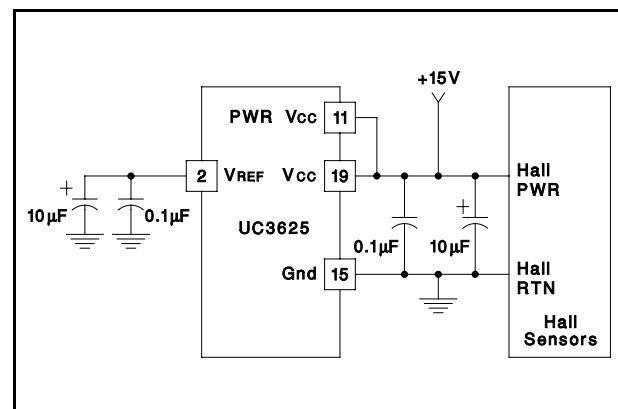 +15V
PWR Vcc 11
Hall
PWR
2 VREF Vcc 19
+
10µF 0.1µF
UC3625
+
0.1µF 10µF
Gnd 15
Hall
RTN
Hall
Sensors